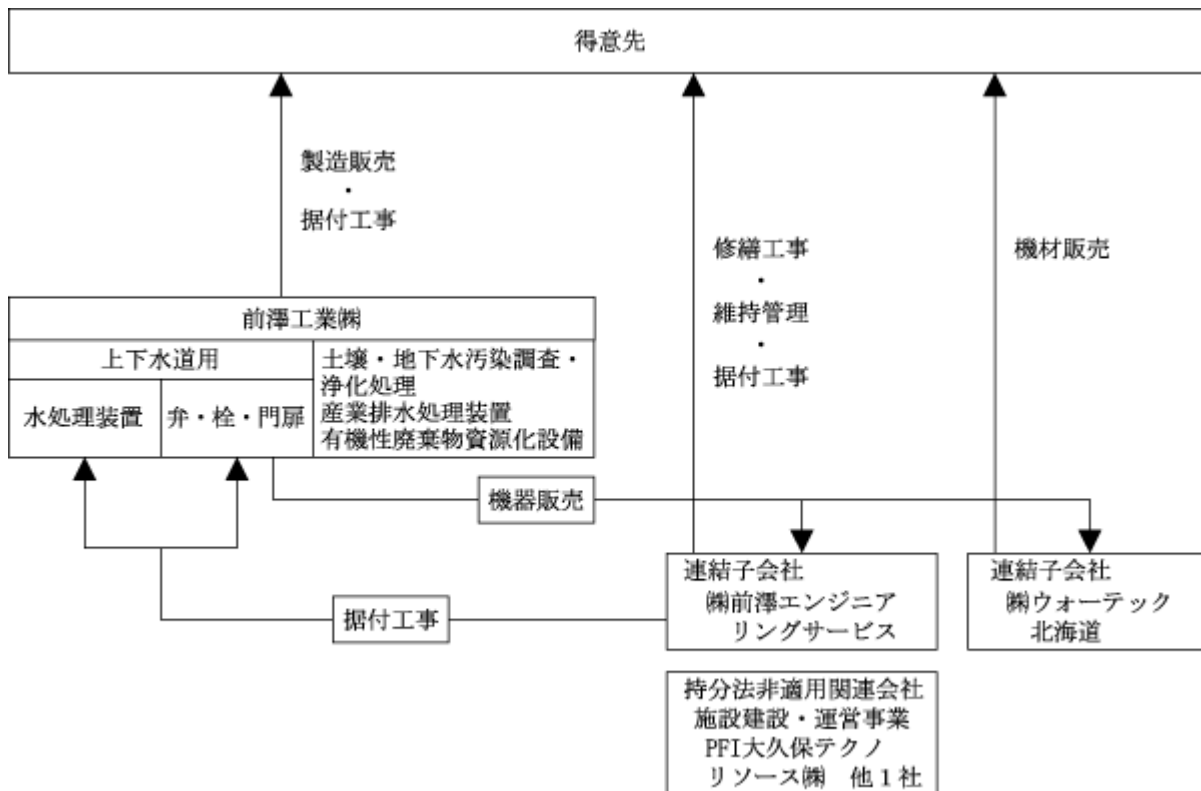 得意先
製造販売
・
据付工事
修繕工事
・
維持管理
・
据付工事
機材販売
前澤工業㈱
上下水道用
水処理装置
弁・栓・門扉
土壌・地下水汚染調査・
浄化処理
産業排水処理装置
有機性廃棄物資源化設備
機器販売
据付工事
連結子会社
㈱前澤エンジニア
リングサービス
連結子会社
㈱ウォーテック
北海道
持分法非適用関連会社
施設建設・運営事業
PFI大久保テクノ
リソース㈱　他１社